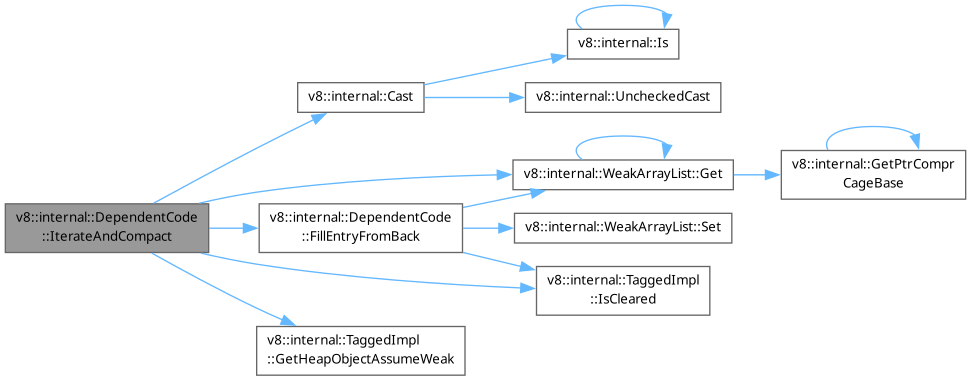 v8::internal::Is
v8::internal::Cast
v8::internal::UncheckedCast
v8::internal::WeakArrayList::Get
v8::internal::GetPtrCompr
CageBase
v8::internal::DependentCode
::IterateAndCompact
v8::internal::DependentCode
::FillEntryFromBack
v8::internal::WeakArrayList::Set
v8::internal::TaggedImpl
::IsCleared
v8::internal::TaggedImpl
::GetHeapObjectAssumeWeak